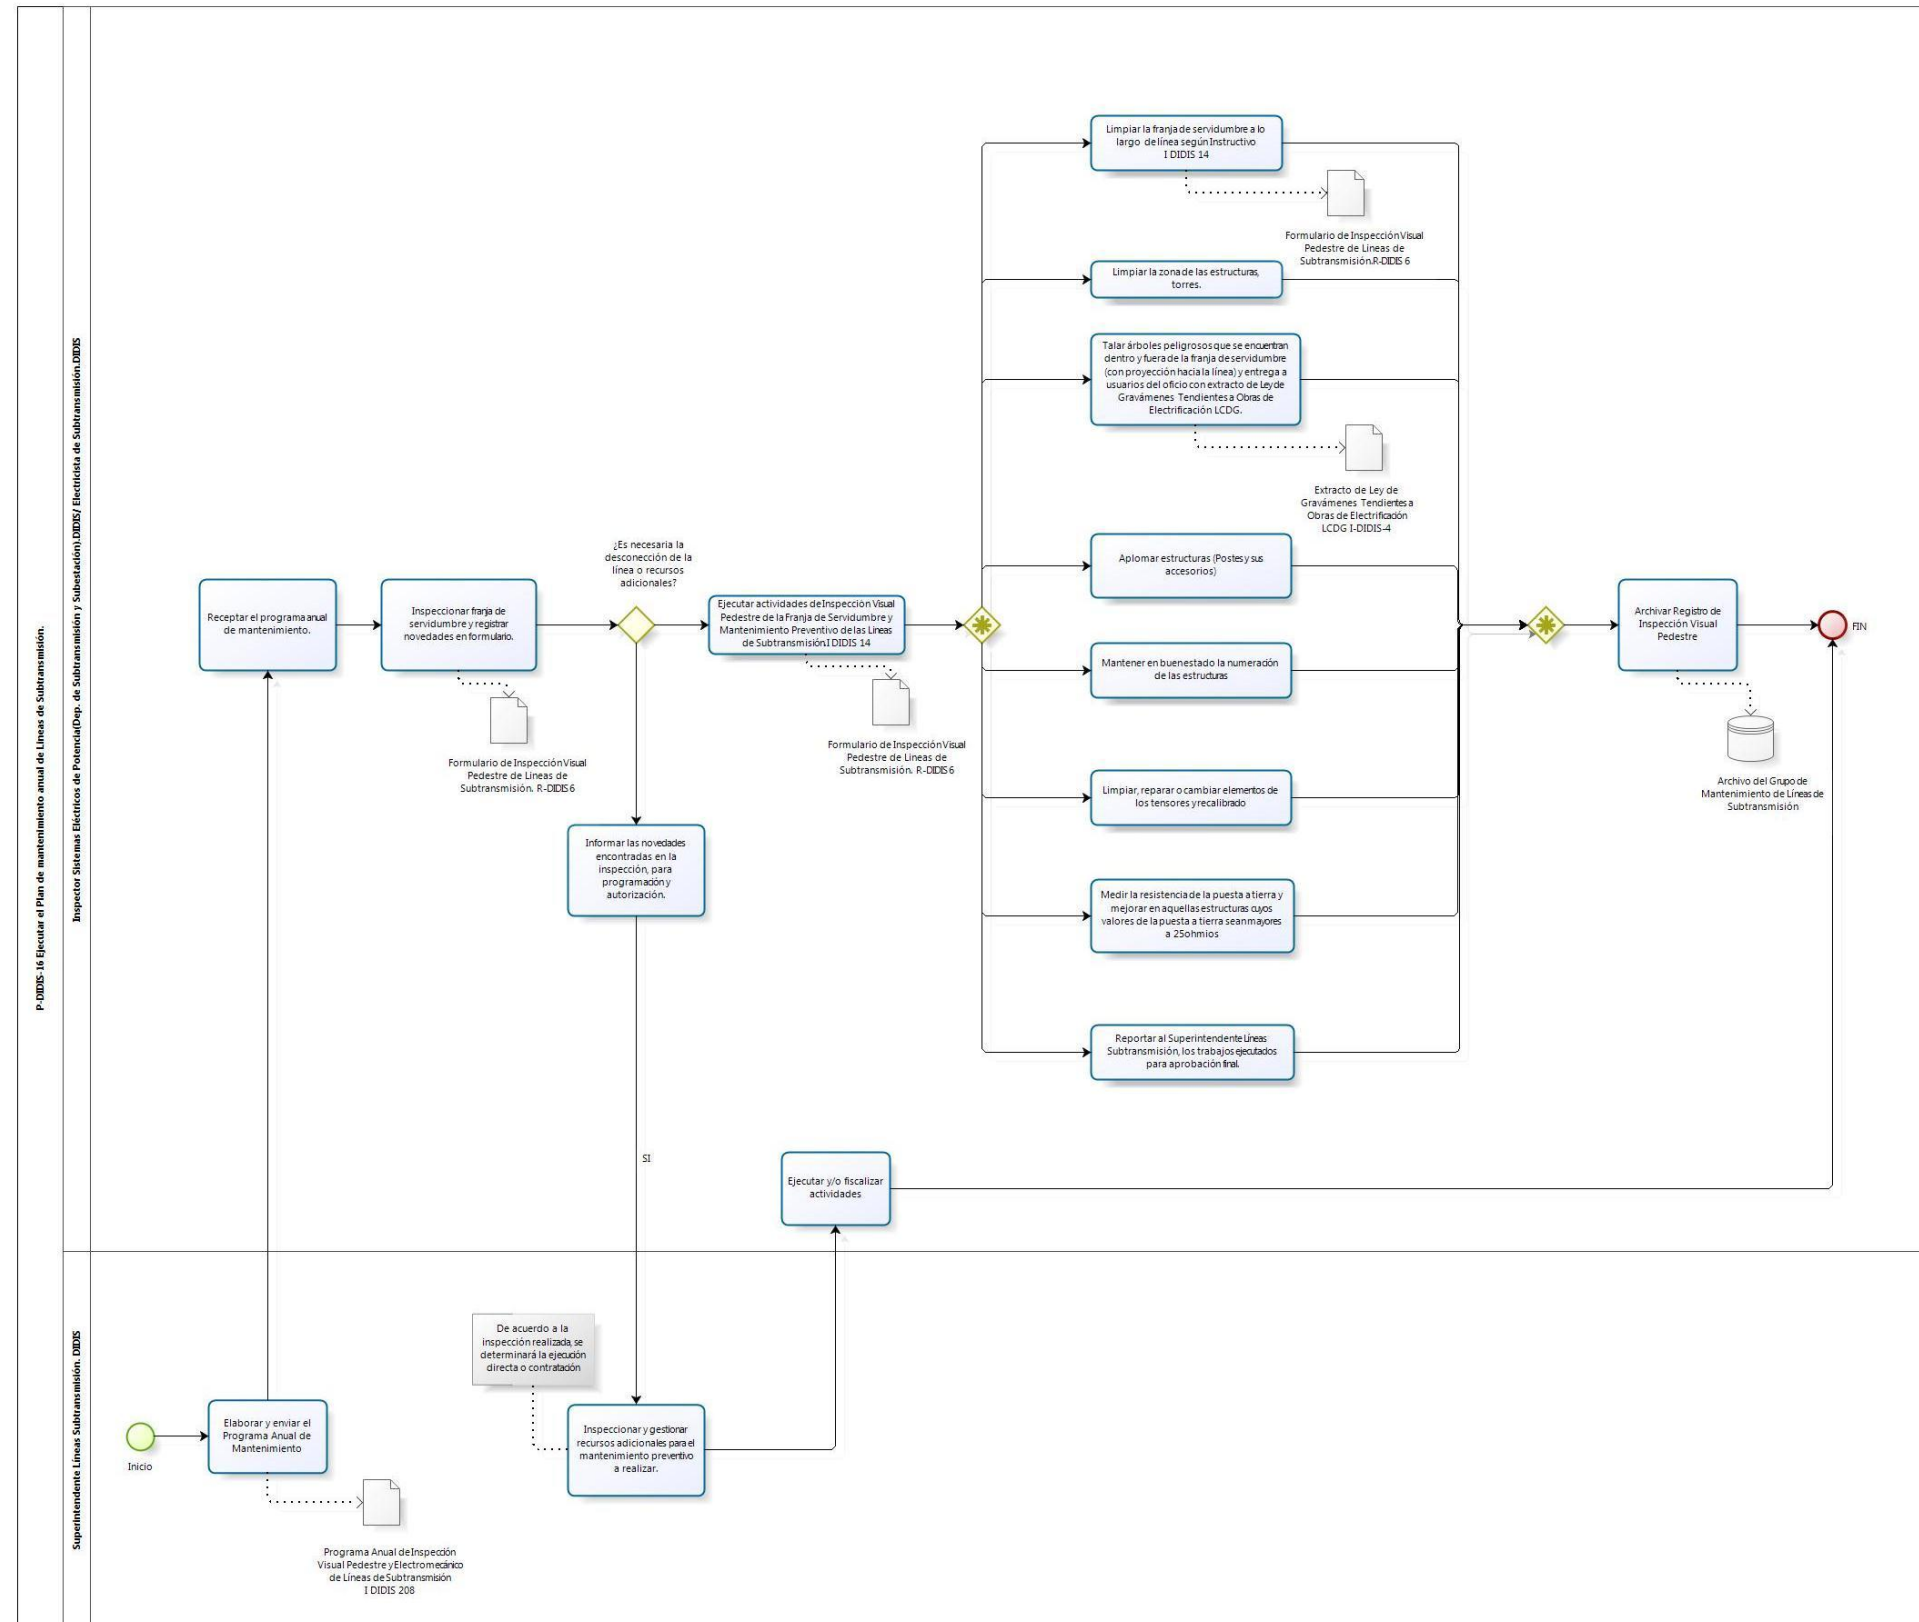 P-DIDIS-16 Ejecutar el Plan de mantenimiento anual de Lineas de Subtransmisión.
Inspector Sistemas Eléctricos de Potencia(Dep. de Subtransmisión y Subestación).DIDIS/ Electricista de Subtransmisión.DIDIS
Limpiar la franja de servidumbre a lo
largo de línea según Instructivo
I DIDIS 14
Formulario de Inspección Visual
Pedestre de Lineas de
Subtransmisión.R-DIDIS 6
Limpiar la zona de las estructuras,
torres.
Talar árboles peligrosos que se encuentran
dentro y fuera de la franja de servidumbre
(con proyección hacia la línea) y entrega a
usuarios del oficio con extracto de Ley de
Gravámenes Tendientes a Obras de
Electrificación LCDG.
Extracto de Ley de
Gravámenes Tendientes a
Obras de Electrificación
LCDG I-DIDIS-4
Aplomar estructuras (Postes y sus
accesorios)
¿Es necesaria la
desconección de la
línea o recursos
adicionales?
Receptar el programa anual
de mantenimiento.
Inspeccionar franja de
servidumbre y registrar
novedades en formulario.
Ejecutar actividades de Inspección Visual
Pedestre de la Franja de Servidumbre y
Mantenimiento Preventivo de las Líneas
de Subtransmisión.I DIDIS 14
Archivar Registro de
Inspección Visual
Pedestre
FIN
Mantener en buen estado la numeración
de las estructuras
Formulario de Inspección Visual
Pedestre de Lineas de
Subtransmisión. R-DIDIS 6
Formulario de Inspección Visual
Pedestre de Lineas de
Subtransmisión. R-DIDIS 6
Limpiar, reparar o cambiar elementos de
los tensores y recalibrado
Archivo del Grupo de
Mantenimiento de Líneas de
Subtransmisión
Informar las novedades
encontradas en la
inspección, para
programación y
autorización.
Medir la resistencia de la puesta a tierra y
mejorar en aquellas estructuras cuyos
valores de la puesta a tierra sean mayores
a 25ohmios
Reportar al Superintendente Líneas
Subtransmisión, los trabajos ejecutados
para aprobación final.
SI
Ejecutar y/o fiscalizar
actividades
Superintendente Líneas Subtransmisión. DIDIS
De acuerdo a la
inspección realizada, se
determinará la ejecución
directa o contratación
Inicio
Elaborar y enviar el
Programa Anual de
Mantenimiento
Inspeccionar y gestionar
recursos adicionales para el
mantenimiento preventivo
a realizar.
Programa Anual de Inspección
Visual Pedestre y Electromecánico
de Líneas de Subtransmisión
I DIDIS 208